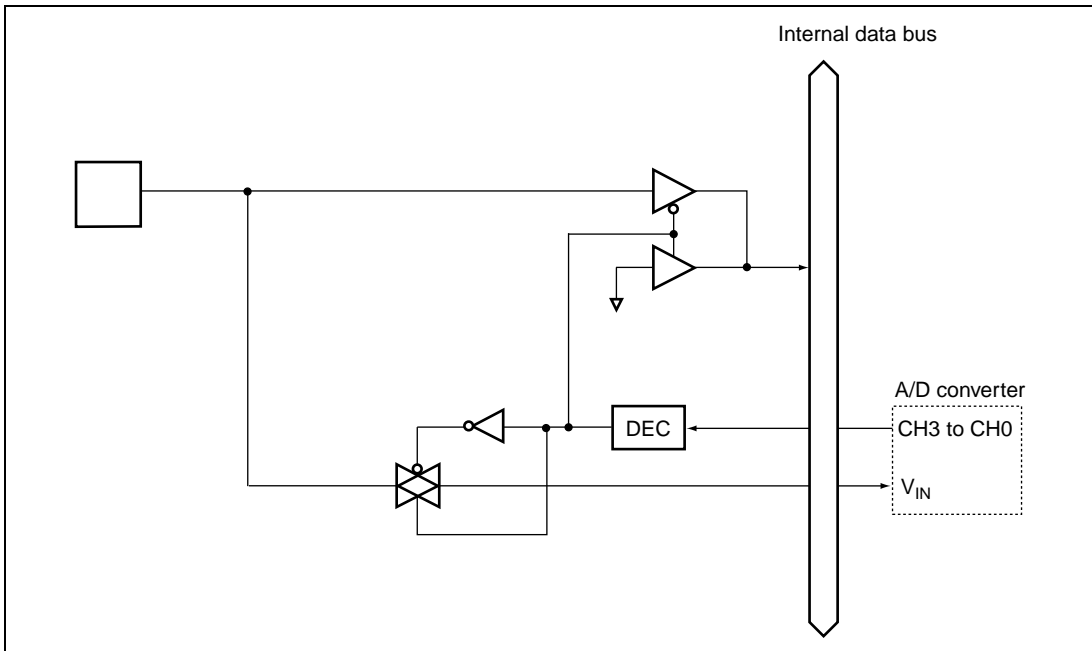 Internal data bus
A/D converter
DEC
CH3 to CH0
VIN